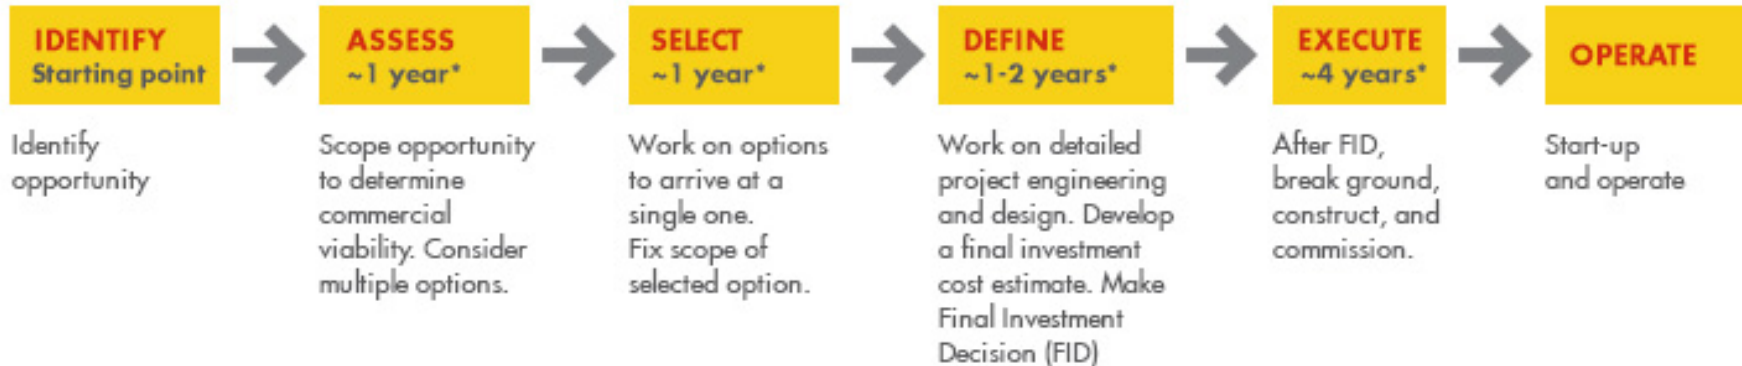 IDENTIFY
Starting point
Identify
opportunity
ASSESS
~1 year*
Scope opportunity
to determine
commercial
viability. Consider
multiple options.
SELECT
~1 year*
Work on options
to arrive at a
single one.
Fix scope of
selected option.
DEFINE
~1-2 years*
Work on detailed
project engineering
and design. Develop
a final investment
cost estimate. Make
Final Investment
Decision (FID)
EXECUTE
~4 years*
After FID,
break ground,
construct, and
commission.
OPERATE
Start-up
and operate